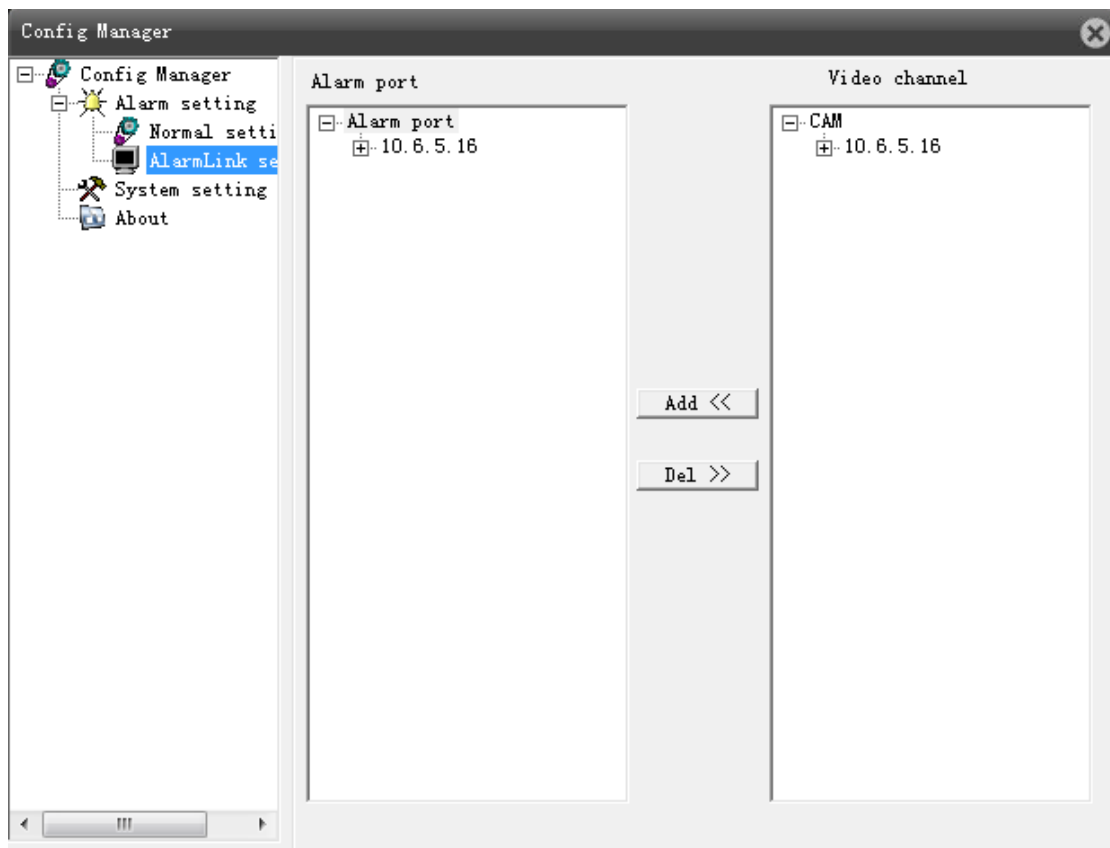 Config Manager
Config Manager
Alarm setting
Normal setti
AlarmLink se
System setting
About
Alarm port
Alarm port
10.6.5.16
Add <<
Del >>
Video channel
CAM
10.6.5.16